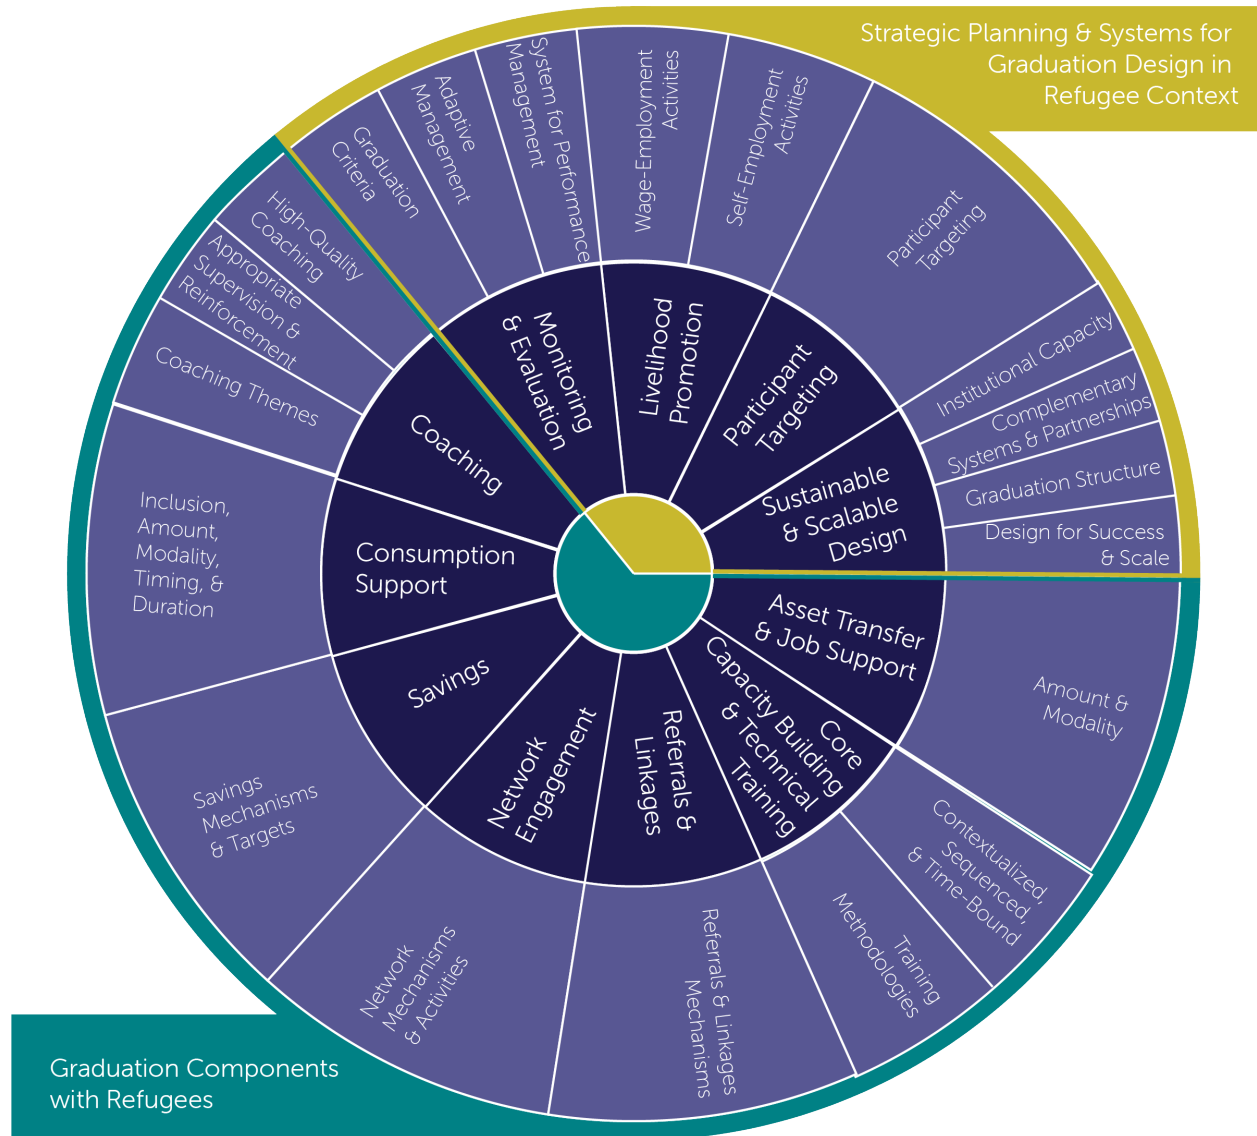 Strategic Planning & Systems for
Graduation Design in
Refugee Context
Graduation
Criteria
Adaptive
Management
System for Performance
Management
Wage-Employment
Activities
Self-Employment
Activities
Participant
Targeting
Institutional Capacity
Complementary
Systems & Partnerships
Graduation Structure
Design for Success
& Scale
Monitoring
& Evaluation
Livelihood
Promotion
Participant
Targeting
Sustainable
& Scalable
Design
High-Quality
Coaching
Appropriate
Supervision &
Reinforcement
Coaching Themes
Coaching
Inclusion,
Amount,
Modality,
Timing, &
Duration
Consumption
Support
Savings
Mechanisms
& Targets
Savings
Network
Mechanisms
& Activities
Network
Engagement
Referrals & Linkages
Mechanisms
Referrals &
Linkages
Training
Methodologies
Contextualized,
Sequenced,
& Time-Bound
Core
Capacity Building
& Technical
Training
Asset Transfer
& Job Support
Amount &
Modality
Graduation Components
with Refugees